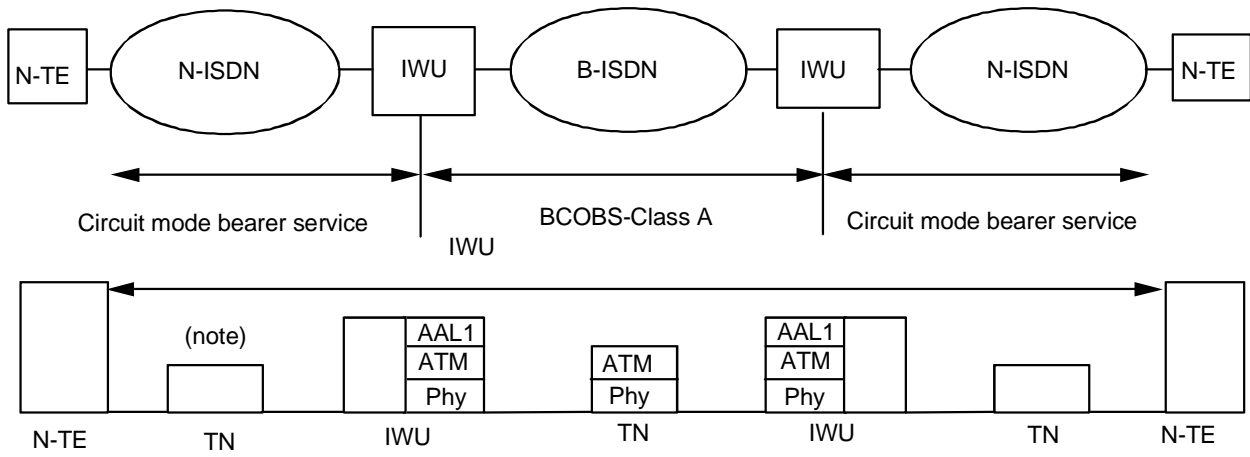 N-TE
N-ISDN
IWU
B-ISDN
IWU
N-ISDN
N-TE
Circuit mode bearer service
BCOBS-Class A
Circuit mode bearer service
IWU
(note)
AAL1
ATM
Phy
ATM
Phy
AAL1
ATM
Phy
N-TE
TN
IWU
TN
IWU
TN
N-TE